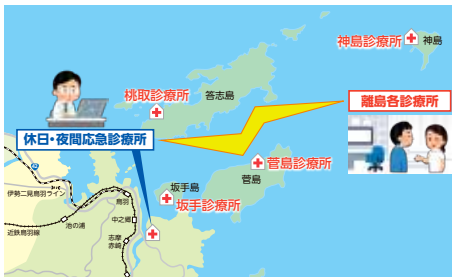 神島診療所
神島
桃取診療所
答志島
離島各診療所
休日・夜間応急診療所
菅島診療所
菅島
坂手島
坂手診療所
伊勢二見鳥羽ライン
鳥羽
中之郷
池の浦
志摩
赤崎
近鉄鳥羽線